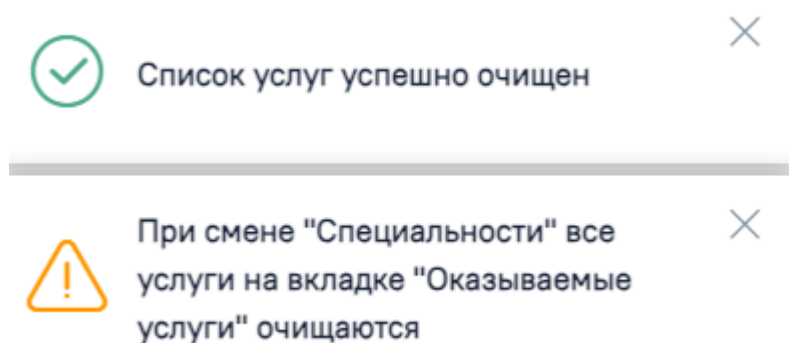 Список услуг успешно очищен
При смене "Специальности" все
услуги на вкладке "Оказываемые
услуги" очищаются